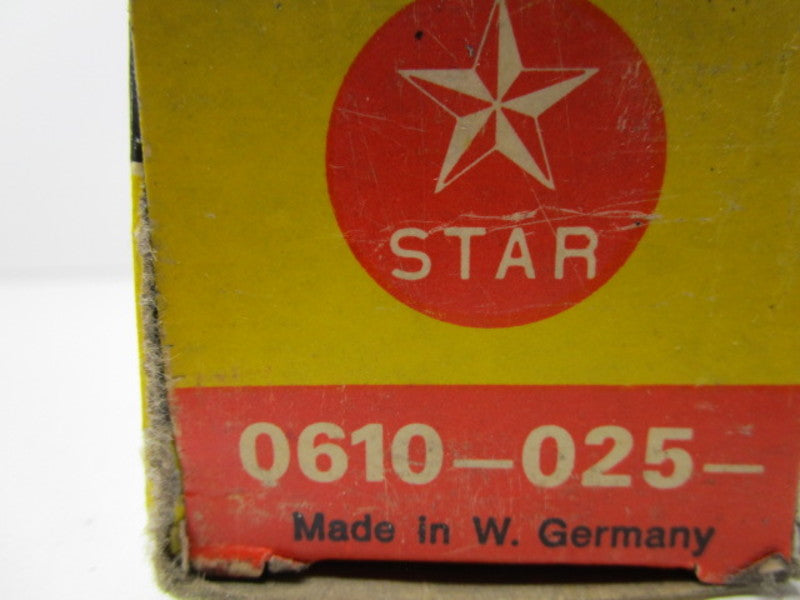 STAR
0610-025-
Made in W. Germany